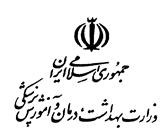 جمهوری اسلامی ایران
وزارت بهداشت، درمان و آموزش پزشکی